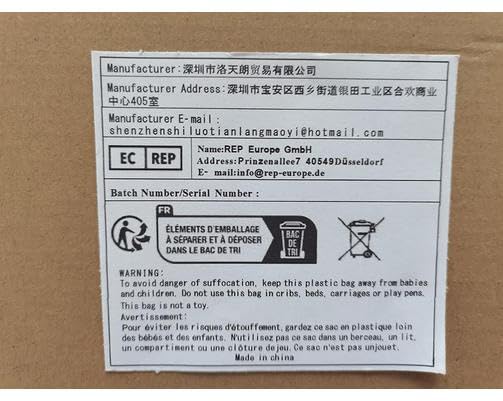 Manufacturer:深圳市洛天朗贸易有限公司
Manufacturer Address:深圳市宝安区西乡街道银田工业区合欢商业
中心405室
Manufacturer E-mail:
shenzhenshiluotianlangmaoyi@hotmail.com
EC REP
Name:REP Europe GmbH
Address:Prinzenallee7 40549Düsseldorf
E- mail:info@rep-europe.de
Batch Number/Serial Number :
FR
ÉLÉMENTS D'EMBALLAGE
À SÉPARER ET À DÉPOSER
DANS LE BAC DE TRI
BAC
DE
TRI
WARNING:
To avoid danger of suffocation, keep this plastic bag away from babies
and children. Do not use this bag in cribs, beds, carriages or play pens.
This bag is not a toy.
Avertissement:
Pour éviter les risques d'étouffement, gardez ce sac en plastique loin
des bébés et des enfants. N'utilisez pas ce sac dans un berceau, un lit,
un compartiment ou une clôture de jeu. Ce sac n'est pas unjouet.
Made in china